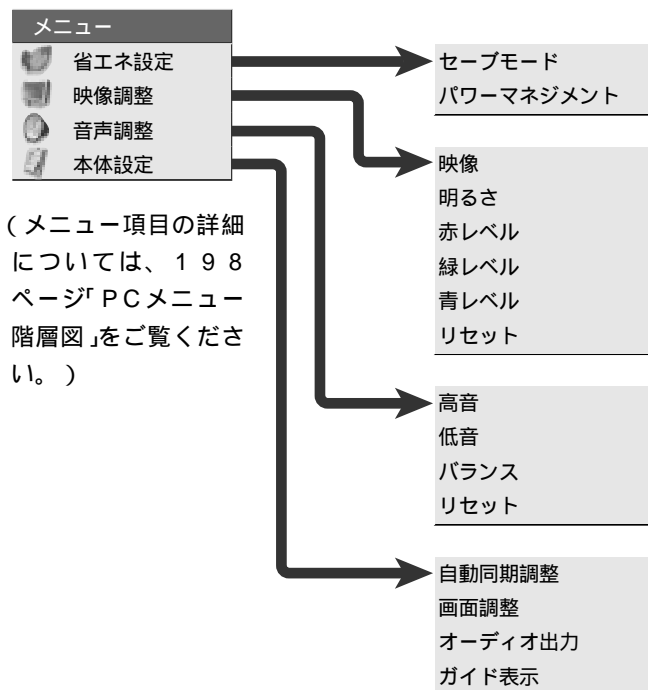 メニュー
省エネ設定
映像調整
音声調整
本体設定
(メニュー項目の詳細
については、198
ページ「PCメニュー
階層図」をご覧くださ
い。)
セーブモード
パワーマネジメント
映像
明るさ
赤レベル
緑レベル
青レベル
リセット
高音
低音
バランス
リセット
自動同期調整
画面調整
オーディオ出力
ガイド表示